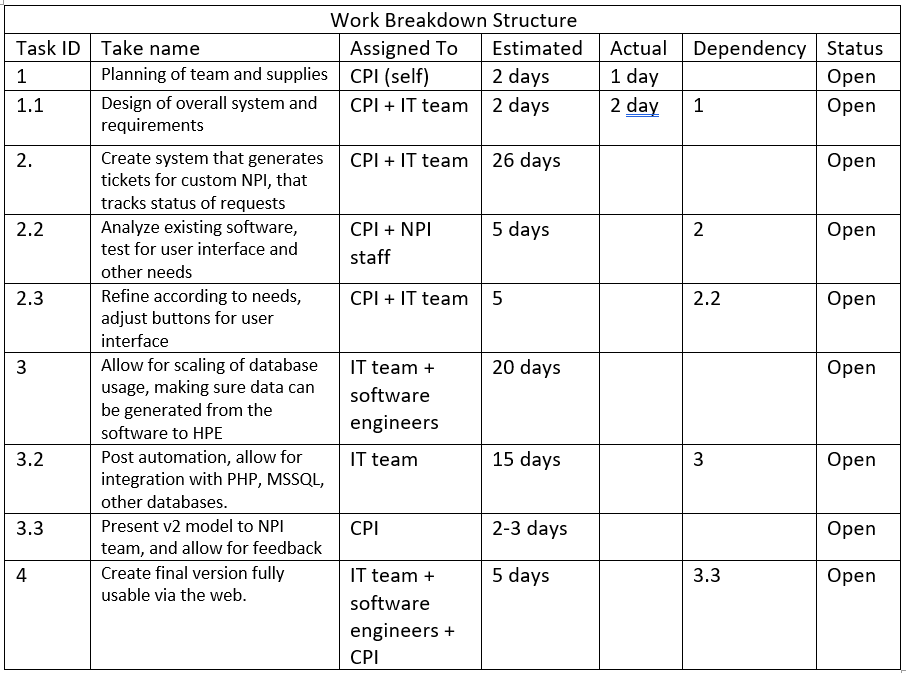 Work Breakdown Structure
Task ID Take name Assigned To Estimated Actual Dependency Status
1 Planning of team and supplies CPI (self) 2 days 1 day Open
1.1 Design of overall system and CPI + IT team 2 days 2 day 1 Open
requirements
2. Create system that generates CPI + IT team 26 days Open
tickets for custom NPI, that
tracks status of requests
2.2 Analyze existing software, CPI + NPI 5 days 2 Open
test for user interface and staff
other needs
2.3 Refine according to needs, CPI + IT team 5 2.2 Open
adjust buttons for user
interface
3 Allow for scaling of database IT team + 20 days Open
usage, making sure data can software
be generated from the engineers
software to HPE
3.2 Post automation, allow for IT team 15 days 3 Open
integration with PHP, MSSQL,
other databases.
3.3 Present v2 model to NPI CPI 2-3 days Open
team, and allow for feedback
4 Create final version fully IT team + 5 days 3.3 Open
usable via the web. software
engineers +
CPI